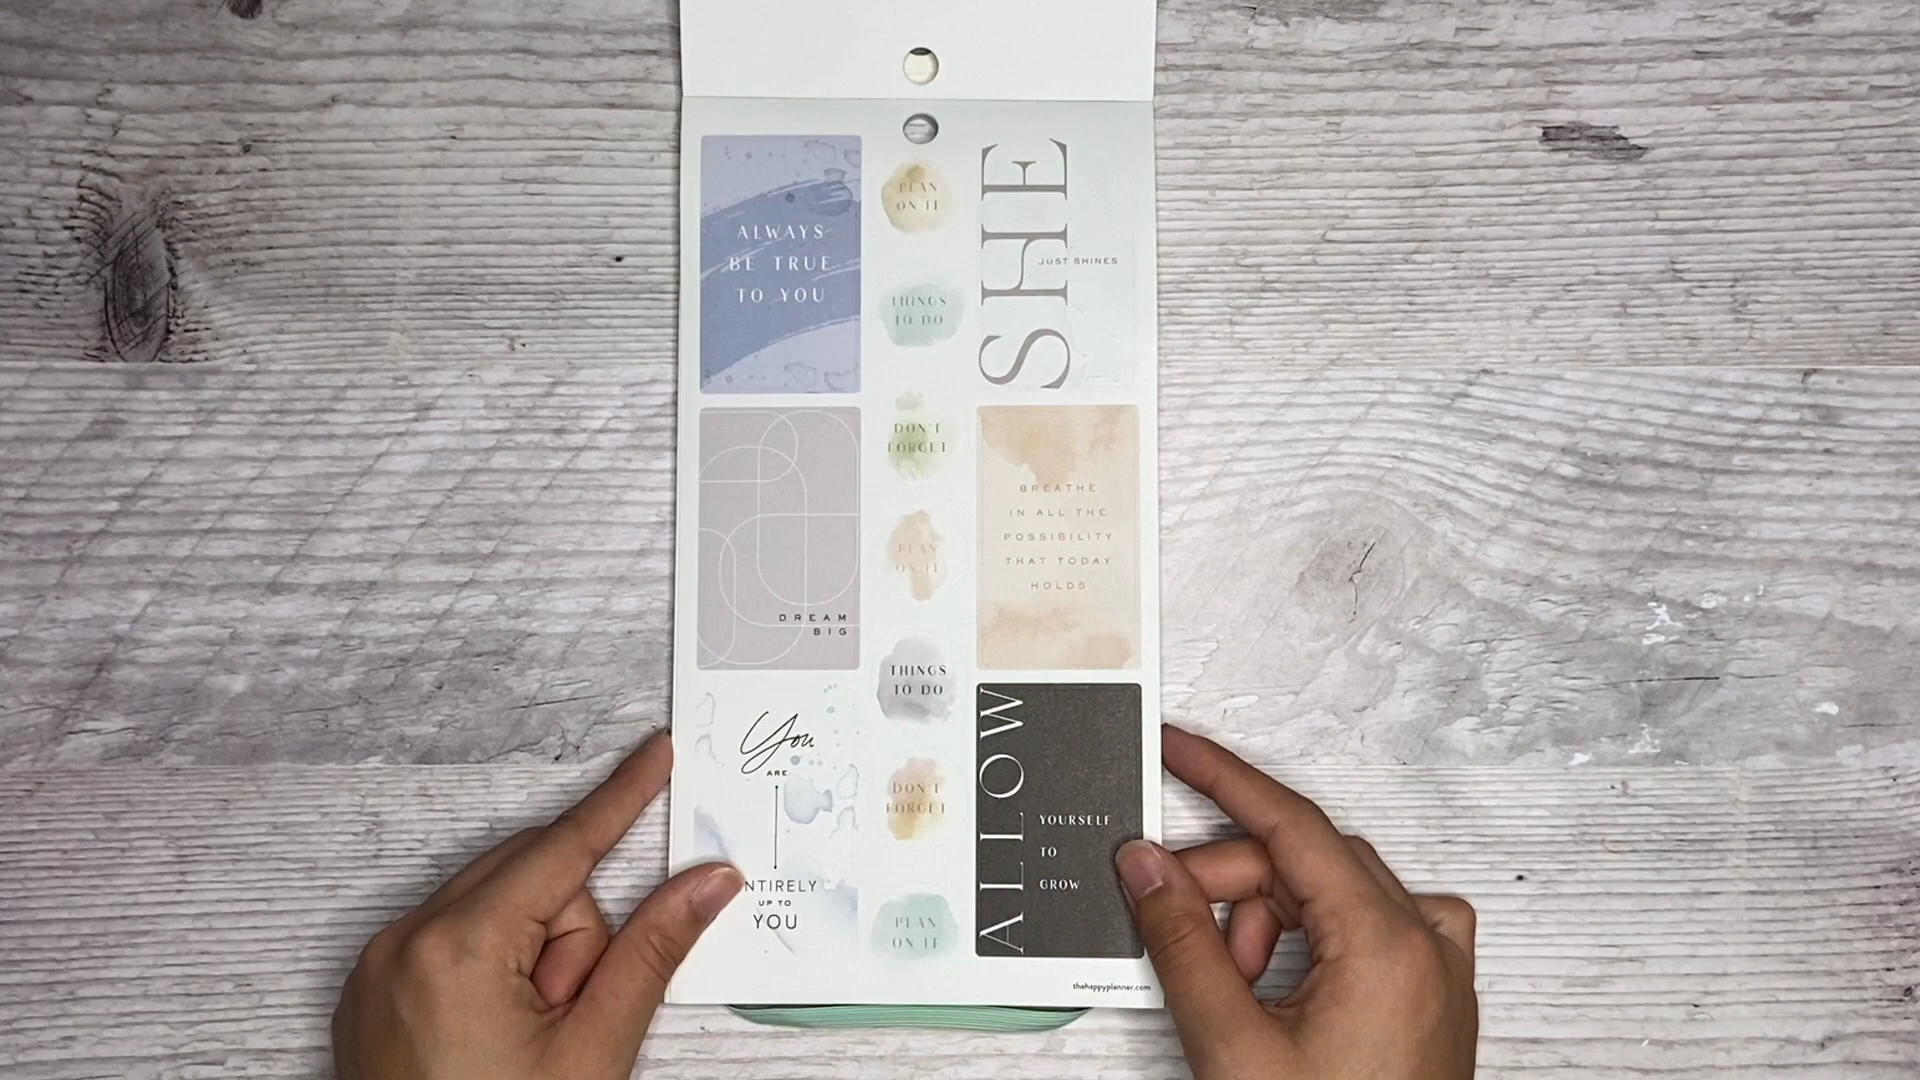 ALWAYS
BE TRUE
TO YOU
DREAM
BIG
You
ARE
NTIRELY
UP TO
YOU
PLAN
ON IT
THINGS
TO DO
DON'T
FORGET
PLAN
ON IT
THINGS
TO DO
DON'T
FORGET
PLAN
ON IT
SHE
JUST SHINES
BREATHE
IN ALL THE
POSSIBILITY
THAT TODAY
HOLDS
ALLOW
YOURSELF
TO
GROW
thehappyplanner.com